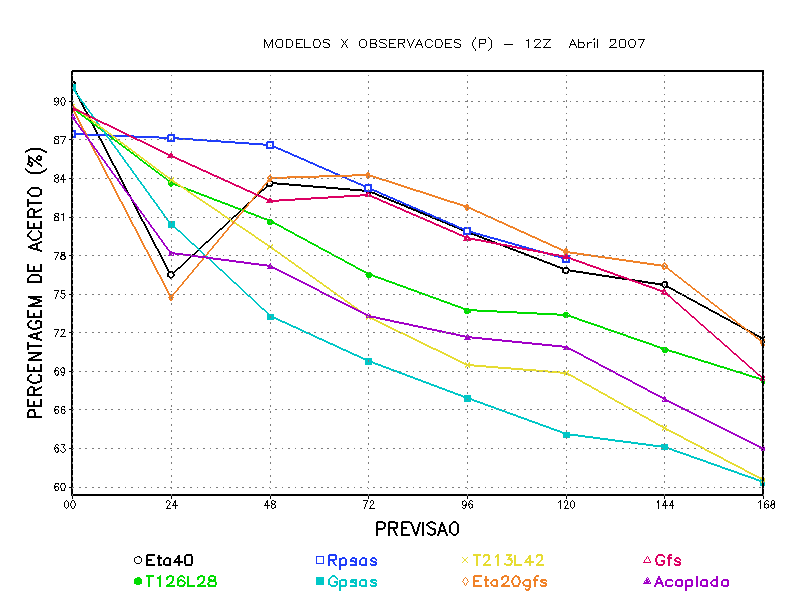 MODELOS X OBSERVACOES (P) – 12Z Abril 2007
PERCENTAGEM DE ACERTO (%)
90
87
84
81
78
75
72
69
66
63
60
00 24 48 72 96 120 144 168
PREVISAO
Eta40 Rpsas T213L42 Gfs
T126L28 Gpsas Eta20gfs Acoplado